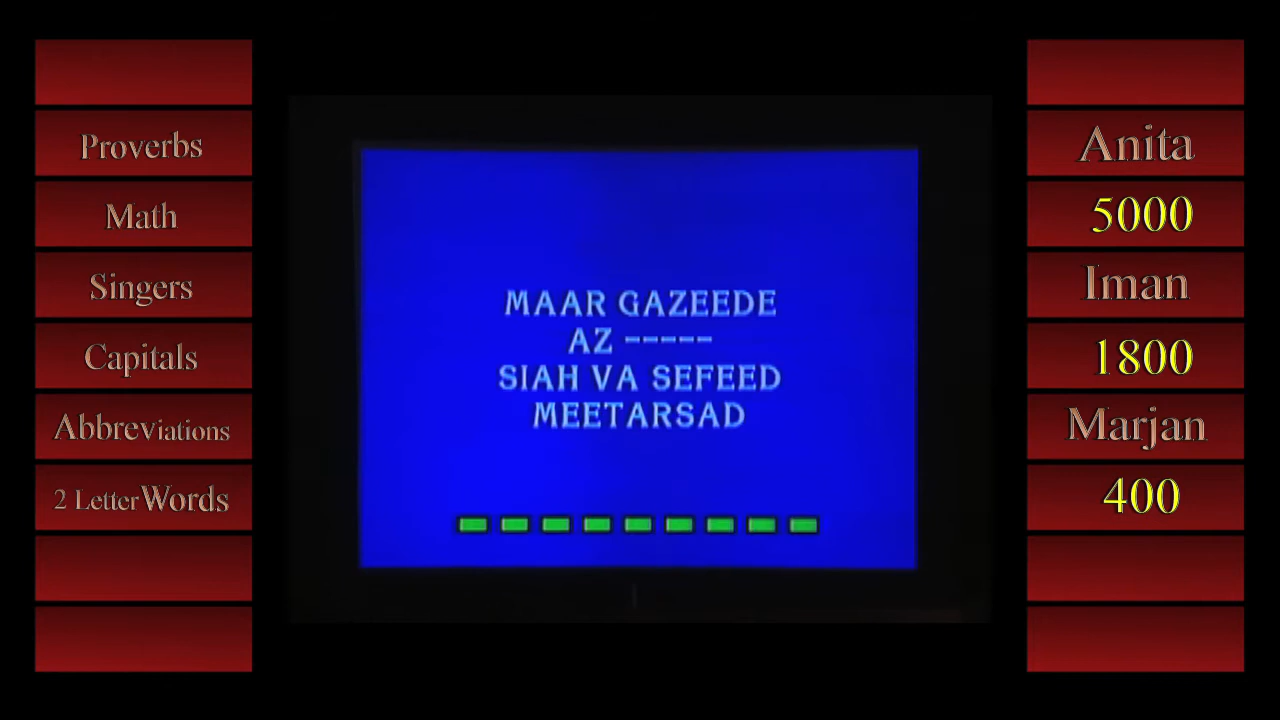 Proverbs
Math
Singers
Capitals
Abbreviations
2 Letter Words
MAAR GAZEEDE
AZ -----
SIAH VA SEFEED
MEETARSAD
Anita
5000
Iman
1800
Marjan
400